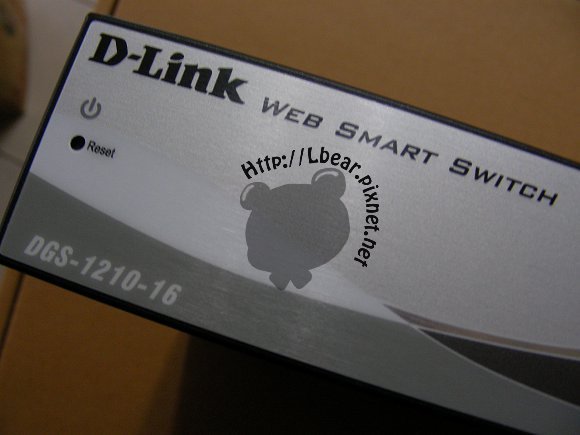 D-Link
WEB SMART SWITCH
Reset
Http://Lbear.pixnet.net
DGS-1210-16